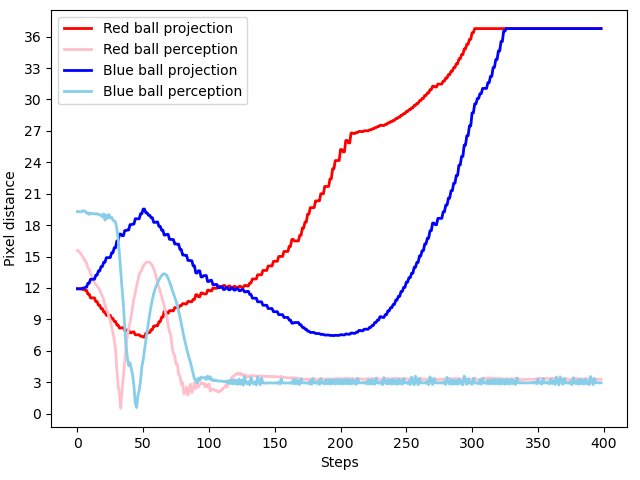 Red ball projection
Red ball perception
Blue ball projection
Blue ball perception
Pixel distance
36
33
30
27
24
21
18
15
12
9
6
3
0
0 50 100 150 200 250 300 350 400
Steps